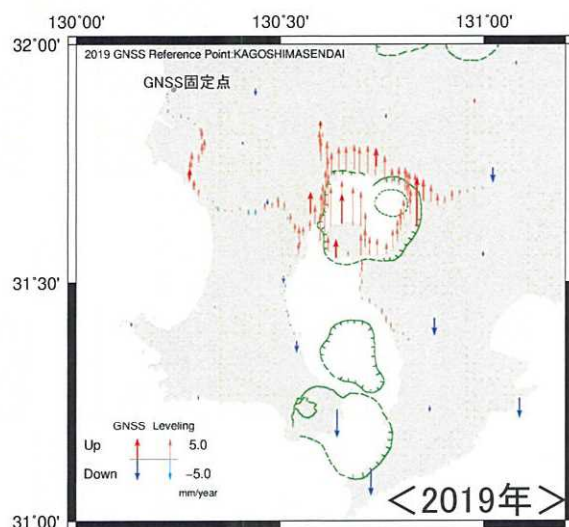 130°00'
130°30'
131°00'
32°00'
2019 GNSS Reference Point:KAGOSHIMASENDAI
GNSS固定点
31°30'
GNSS Leveling
Up 5.0
Down -5.0
mm/year
31°00'
＜2019年＞